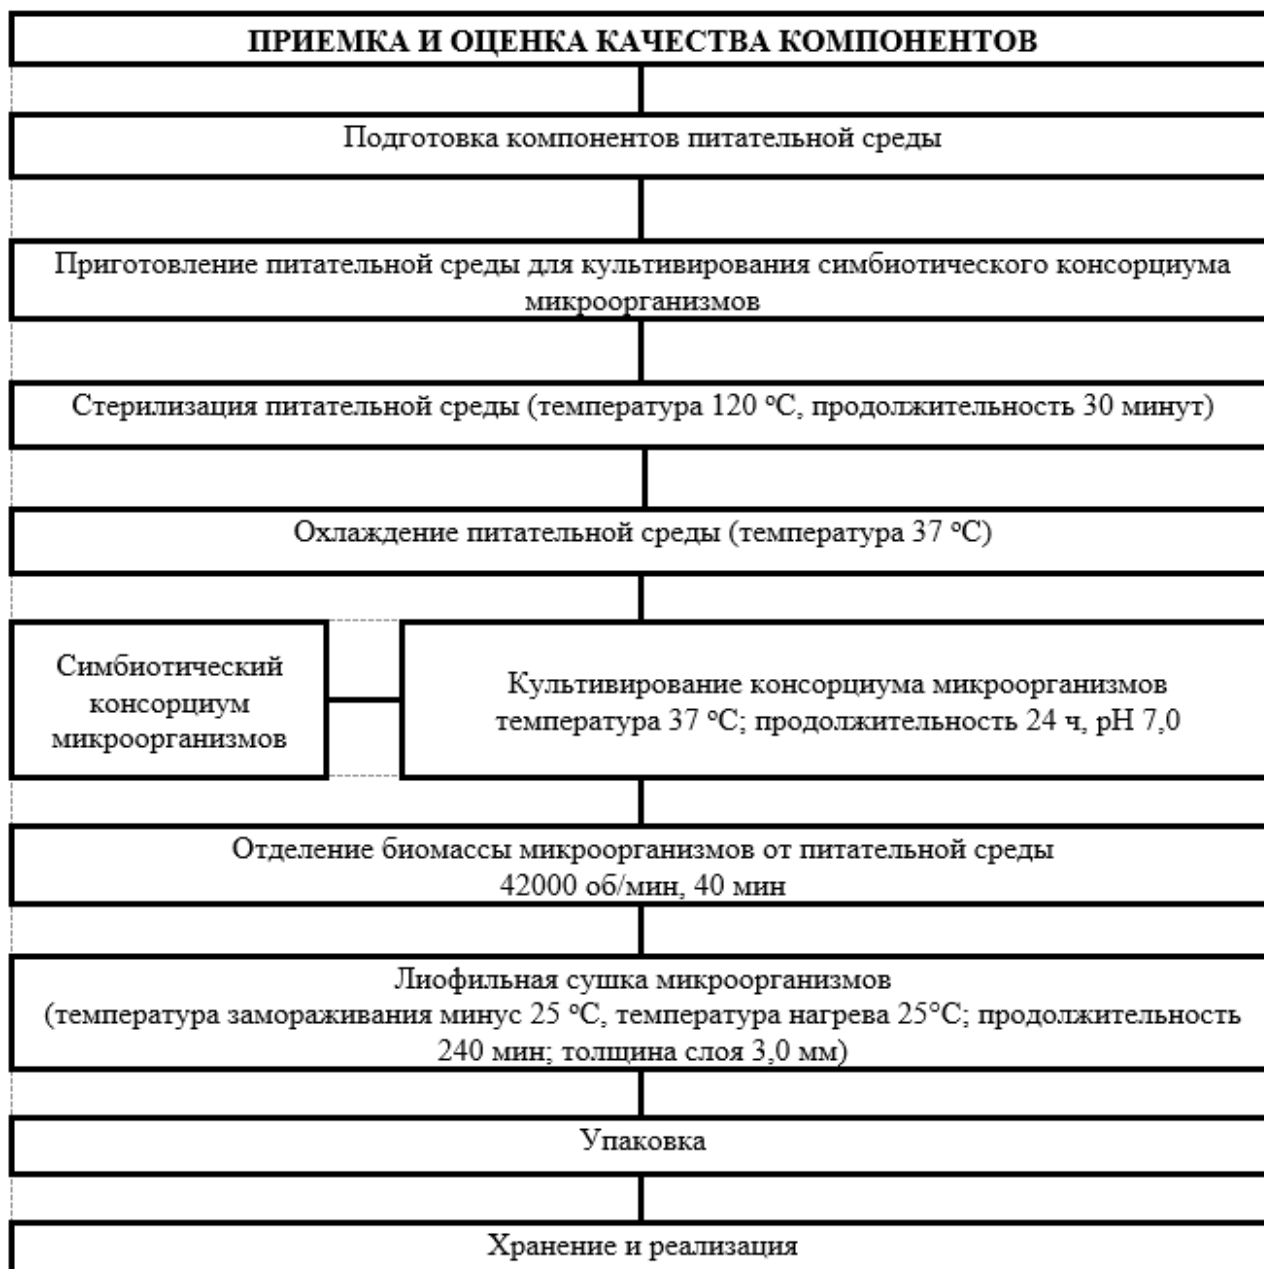 ПРИЕМКА И ОЦЕНКА КАЧЕСТВА КОМПОНЕНТОВ
Подготовка компонентов питательной среды
Приготовление питательной среды для культивирования симбиотического консорциума
микроорганизмов
Стерилизация питательной среды (температура 120 °С, продолжительность 30 минут)
Охлаждение питательной среды (температура 37 °С)
Симбиотический
консорциум
микроорганизмов
Культивирование консорциума микроорганизмов
температура 37 °С; продолжительность 24 ч, рН 7,0
Отделение биомассы микроорганизмов от питательной среды
42000 об/мин, 40 мин
Лиофильная сушка микроорганизмов
(температура замораживания минус 25 °С, температура нагрева 25°С; продолжительность
240 мин; толщина слоя 3,0 мм)
Упаковка
Хранение и реализация